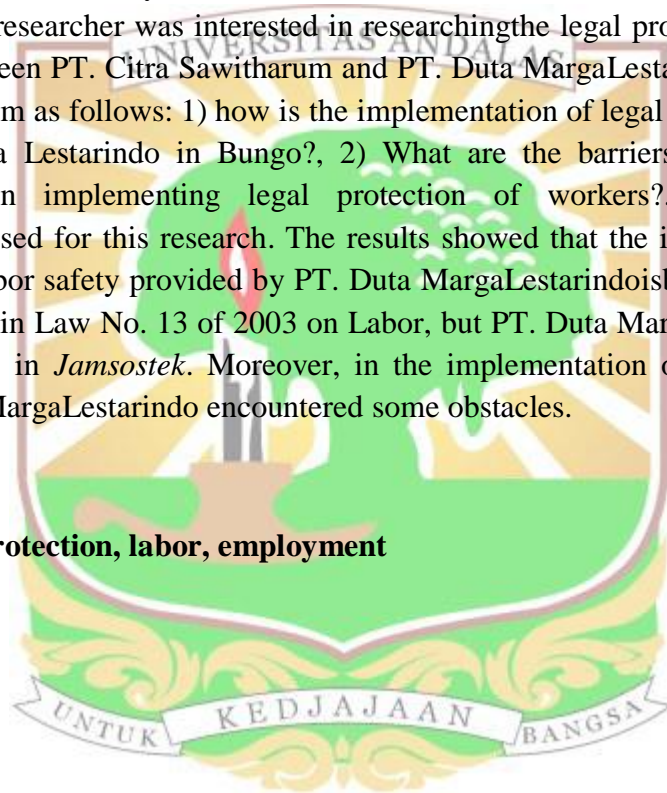 researcher was interested in researchingthe legal pro
UNIVERSITAS ANDALAS
een PT. Citra Sawitharum and PT. Duta MargaLesta
m as follows: 1) how is the implementation of legal
a Lestarindo in Bungo?, 2) What are the barriers
n implementing legal protection of workers?.
sed for this research. The results showed that the i
bor safety provided by PT. Duta MargaLestarindoisb
in Law No. 13 of 2003 on Labor, but PT. Duta Mar
in Jamsostek. Moreover, in the implementation o
MargaLestarindo encountered some obstacles.
rotection, labor, employment
UNTUK KEDJAJAAN BANGSA